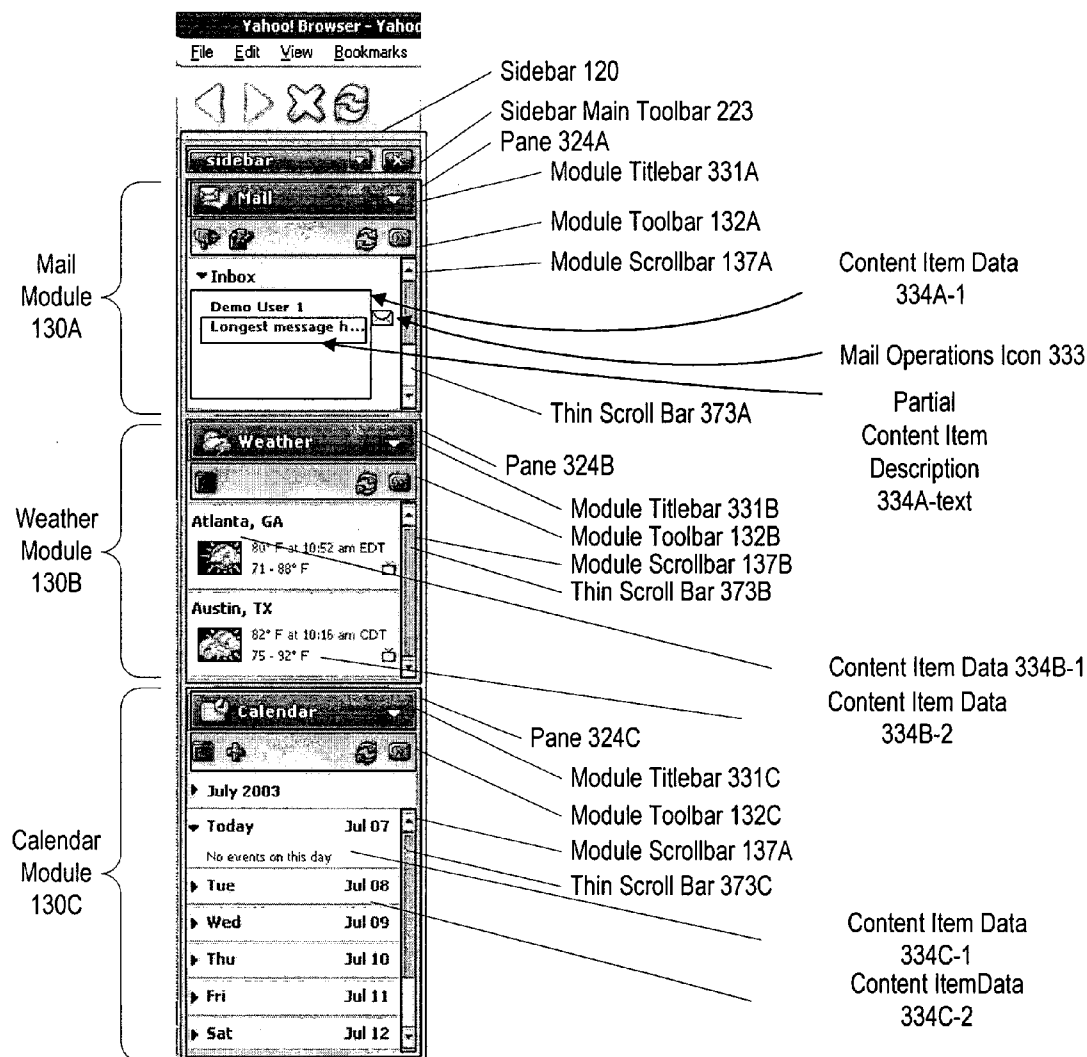 Yahoo! Browser - Yahoo
File Edit View Bookmarks
sidebar
Mail
Inbox
Demo User 1
Longest message h...
Weather
Atlanta, GA
80° F at 10:52 am EDT
71 - 88° F
Austin, TX
82° F at 10:16 am CDT
75 - 92° F
Calendar
July 2003
Today Jul 07
No events on this day
Tue Jul 08
Wed Jul 09
Thu Jul 10
Fri Jul 11
Sat Jul 12
Mail
Module
130A
Weather
Module
130B
Calendar
Module
130C
Sidebar 120
Sidebar Main Toolbar 223
Pane 324A
Module Titlebar 331A
Module Toolbar 132A
Module Scrollbar 137A
Thin Scroll Bar 373A
Pane 324B
Module Titlebar 331B
Module Toolbar 132B
Module Scrollbar 137B
Thin Scroll Bar 373B
Pane 324C
Module Titlebar 331C
Module Toolbar 132C
Module Scrollbar 137A
Thin Scroll Bar 373C
Content Item Data
334A-1
Mail Operations Icon 333
Partial
Content Item
Description
334A-text
Content Item Data 334B-1
Content Item Data
334B-2
Content Item Data
334C-1
Content ItemData
334C-2